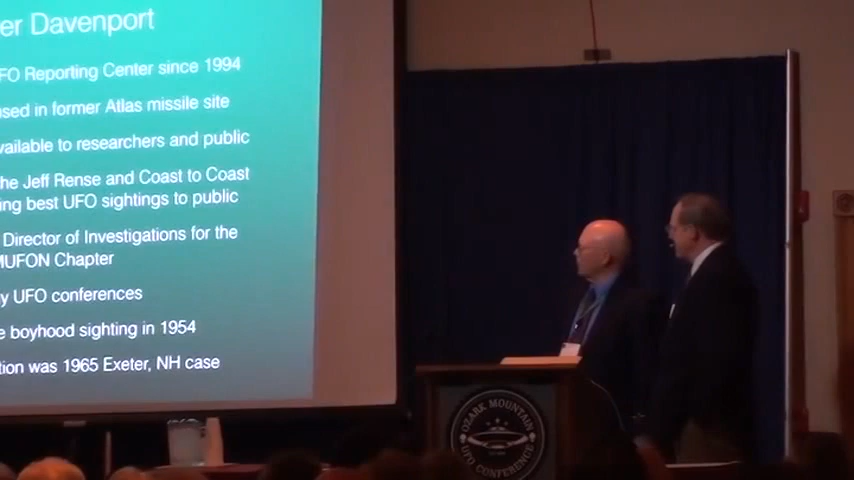 er Davenport
FO Reporting Center since 1994
used in former Atlas missile site
vailable to researchers and public
he Jeff Rense and Coast to Coast
ing best UFO sightings to public
Director of Investigations for the
MUFON Chapter
y UFO conferences
e boyhood sighting in 1954
tion was 1965 Exeter, NH case
OZARK MOUNTAIN
UFO CONFERENCE